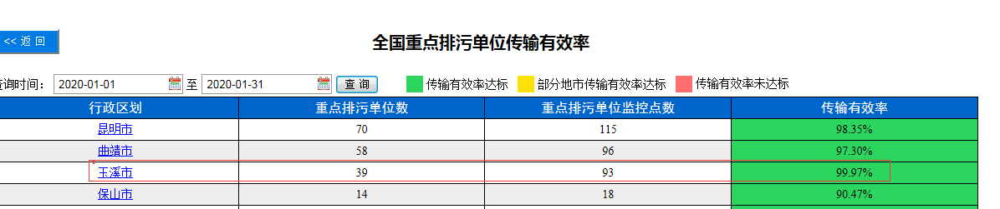 << 返 回
全国重点排污单位传输有效率
查询时间： 2020-01-01 至 2020-01-31 查 询 传输有效率达标 部分地市传输有效率达标 传输有效率未达标
行政区划 重点排污单位数 重点排污单位监控点数 传输有效率
昆明市 70 115 98.35%
曲靖市 58 96 97.30%
玉溪市 39 93 99.97%
保山市 14 18 90.47%